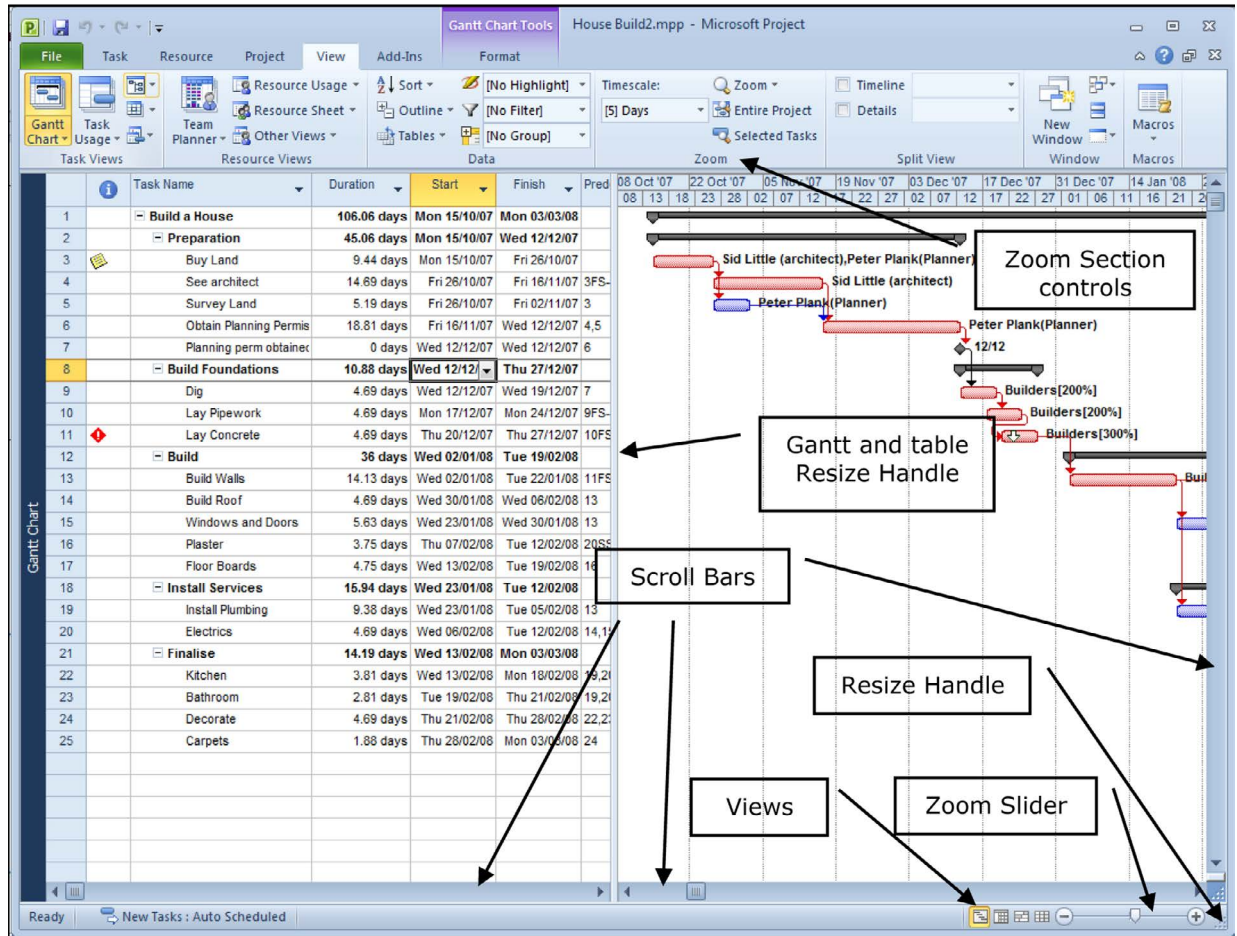 Gantt Chart Tools House Build2.mpp - Microsoft Project
File Task Resource Project View Add-Ins Format
Gantt Chart Task Usage Team Planner Resource Usage Resource Sheet Other Views
Sort Outline Tables [No Highlight] [No Filter] [No Group]
Timescale: [5] Days Zoom Entire Project Selected Tasks
Timeline Details New Window Macros
Task Views Resource Views Data Zoom Split View Window Macros
Task Name Duration Start Finish Pred
08 Oct '07 22 Oct '07 05 Nov '07 19 Nov '07 03 Dec '07 17 Dec '07 31 Dec '07 14 Jan '08
08 13 18 23 28 02 07 12 17 22 27 02 07 12 17 22 27 01 06 11 16 21
1 Build a House 106.06 days Mon 15/10/07 Mon 03/03/08
2 Preparation 45.06 days Mon 15/10/07 Wed 12/12/07
3 Buy Land 9.44 days Mon 15/10/07 Fri 26/10/07
4 See architect 14.69 days Fri 26/10/07 Fri 16/11/07 3FS-
5 Survey Land 5.19 days Fri 26/10/07 Fri 02/11/07 3
6 Obtain Planning Permis 18.81 days Fri 16/11/07 Wed 12/12/07 4,5
7 Planning perm obtained 0 days Wed 12/12/07 Wed 12/12/07 6
8 Build Foundations 10.88 days Wed 12/12/ Thu 27/12/07
9 Dig 4.69 days Wed 12/12/07 Wed 19/12/07 7
10 Lay Pipework 4.69 days Mon 17/12/07 Mon 24/12/07 9FS-
11 Lay Concrete 4.69 days Thu 20/12/07 Thu 27/12/07 10FS
12 Build 36 days Wed 02/01/08 Tue 19/02/08
13 Build Walls 14.13 days Wed 02/01/08 Tue 22/01/08 11FS
14 Build Roof 4.69 days Wed 30/01/08 Wed 06/02/08 13
15 Windows and Doors 5.63 days Wed 23/01/08 Wed 30/01/08 13
16 Plaster 3.75 days Thu 07/02/08 Tue 12/02/08 20SS
17 Floor Boards 4.75 days Wed 13/02/08 Tue 19/02/08 16
18 Install Services 15.94 days Wed 23/01/08 Tue 12/02/08
19 Install Plumbing 9.38 days Wed 23/01/08 Tue 05/02/08 13
20 Electrics 4.69 days Wed 06/02/08 Tue 12/02/08 14,15
21 Finalise 14.19 days Wed 13/02/08 Mon 03/03/08
22 Kitchen 3.81 days Wed 13/02/08 Mon 18/02/08 19,20
23 Bathroom 2.81 days Tue 19/02/08 Thu 21/02/08 19,20
24 Decorate 4.69 days Thu 21/02/08 Thu 28/02/08 22,23
25 Carpets 1.88 days Thu 28/02/08 Mon 03/03/08 24
Sid Little (architect),Peter Plank(Planner)
Sid Little (architect)
Peter Plank(Planner)
Peter Plank(Planner)
12/12
Builders[200%]
Builders[200%]
Builders[300%]
Buil
Zoom Section
controls
Gantt and table
Resize Handle
Scroll Bars
Resize Handle
Views
Zoom Slider
Gantt Chart
Ready New Tasks : Auto Scheduled